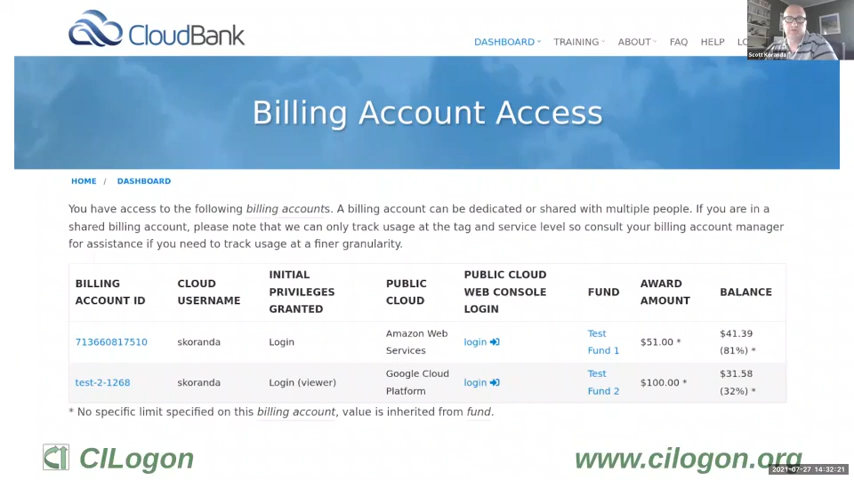 CloudBank
DASHBOARD TRAINING ABOUT FAQ HELP
Scott Koranda
Billing Account Access
HOME / DASHBOARD
You have access to the following billing accounts. A billing account can be dedicated or shared with multiple people. If you are in a
shared billing account, please note that we can only track usage at the tag and service level so consult your billing account manager
for assistance if you need to track usage at a finer granularity.
BILLING ACCOUNT ID CLOUD USERNAME INITIAL PRIVILEGES GRANTED PUBLIC CLOUD PUBLIC CLOUD WEB CONSOLE LOGIN FUND AWARD AMOUNT BALANCE
713660817510 skoranda Login Amazon Web Services login Test Fund 1 $51.00 * $41.39 (81%) *
test-2-1268 skoranda Login (viewer) Google Cloud Platform login Test Fund 2 $100.00 * $31.58 (32%) *
* No specific limit specified on this billing account, value is inherited from fund.
CILogon www.cilogon.org
2021-07-27 14:32:21